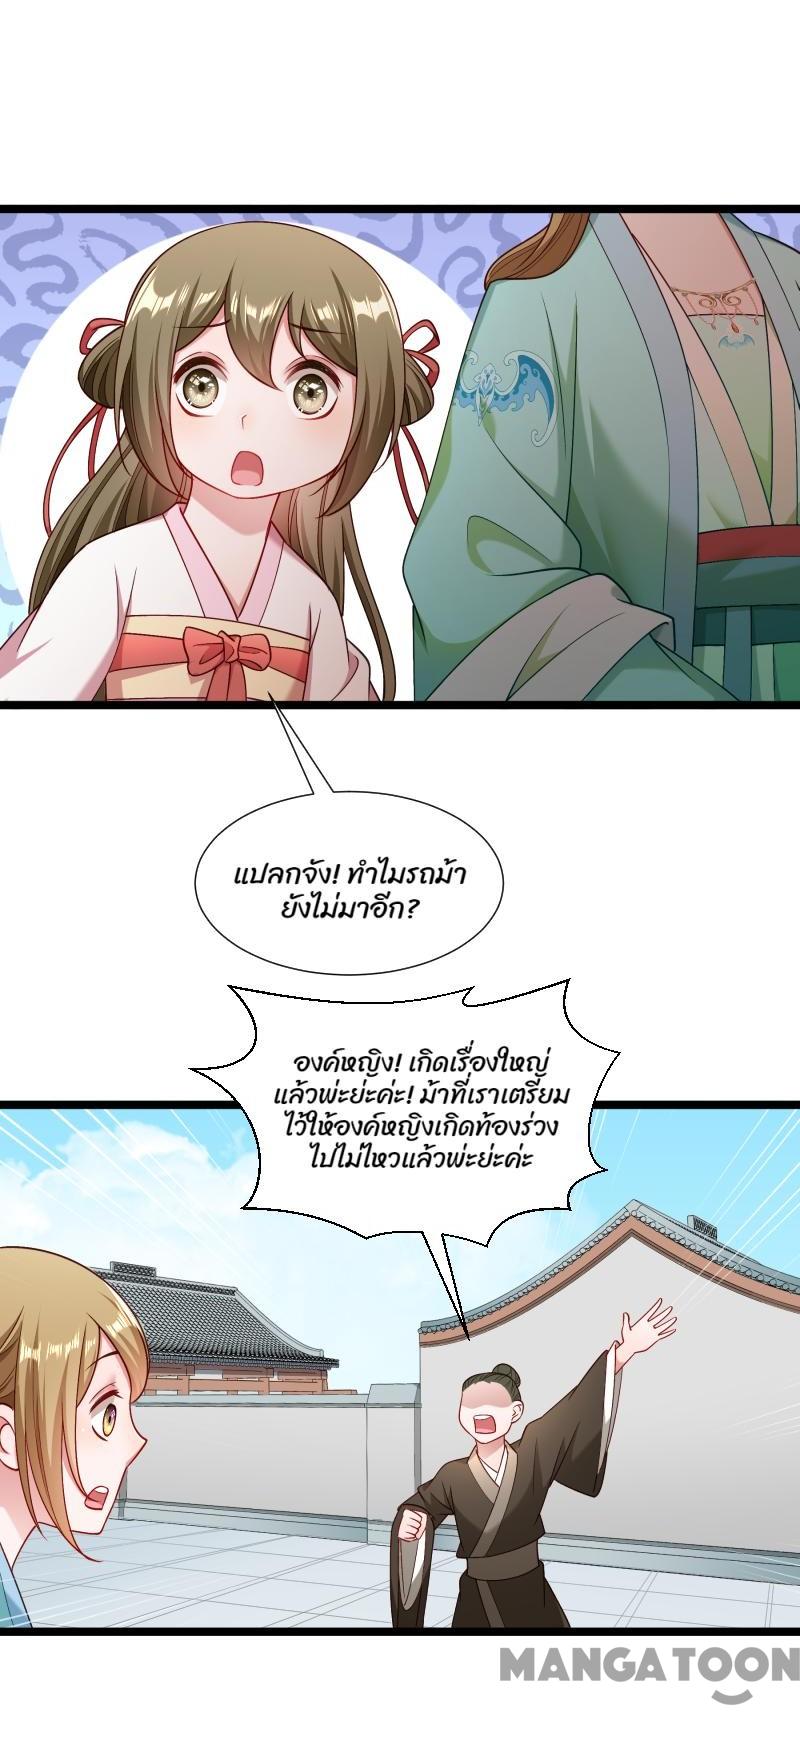 แปลกจัง! ทำไมรถม้า
ยังไม่มาอีก?
องค์หญิง! เกิดเรื่องใหญ่
แล้วพ่ะย่ะค่ะ! ม้าที่เราเตรียม
ไว้ให้องค์หญิงเกิดท้องร่วง
ไปไม่ไหวแล้วพ่ะย่ะค่ะ
MANGATOON